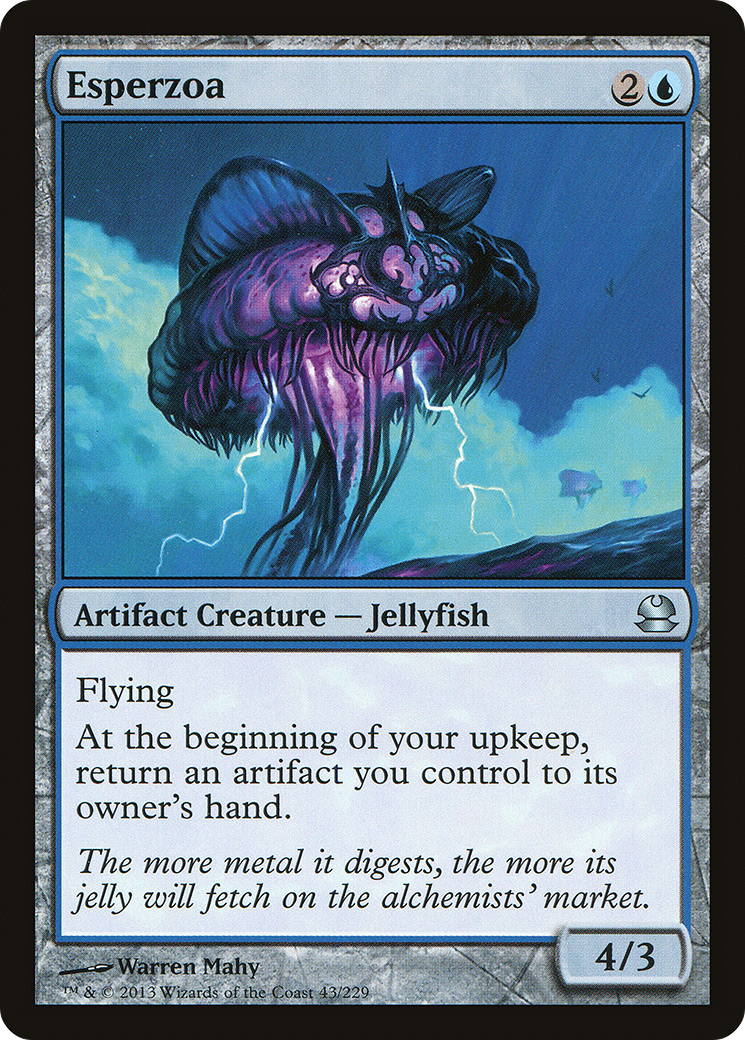 Esperzoa
2
Artifact Creature — Jellyfish
Flying
At the beginning of your upkeep,
return an artifact you control to its
owner's hand.
The more metal it digests, the more its
jelly will fetch on the alchemists' market.
4/3
Warren Mahy
™ & © 2013 Wizards of the Coast 43/229